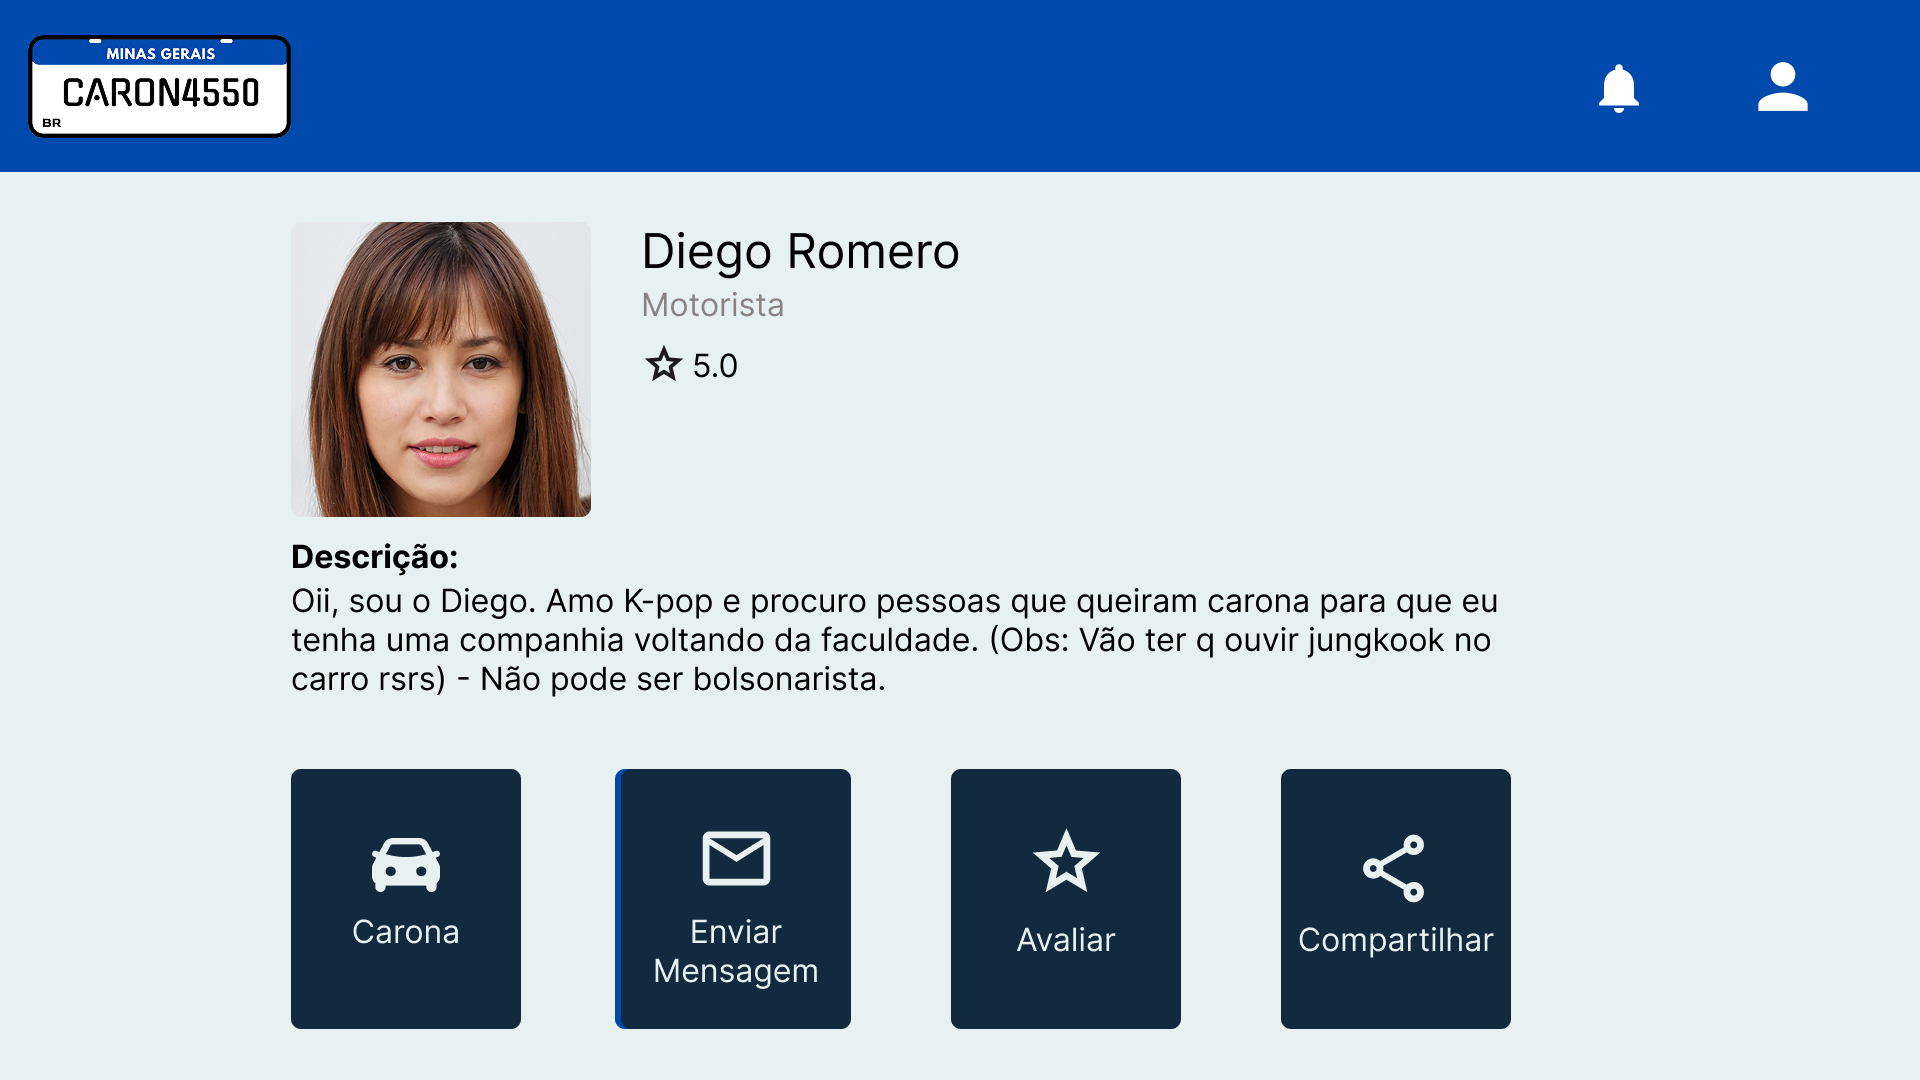 MINAS GERAIS
CARON4550
BR
Diego Romero
Motorista
5.0
Descrição:
Oii, sou o Diego. Amo K-pop e procuro pessoas que queiram carona para que eu
tenha uma companhia voltando da faculdade. (Obs: Vão ter q ouvir jungkook no
carro rsrs) - Não pode ser bolsonarista.
Carona
Enviar
Mensagem
Avaliar
Compartilhar